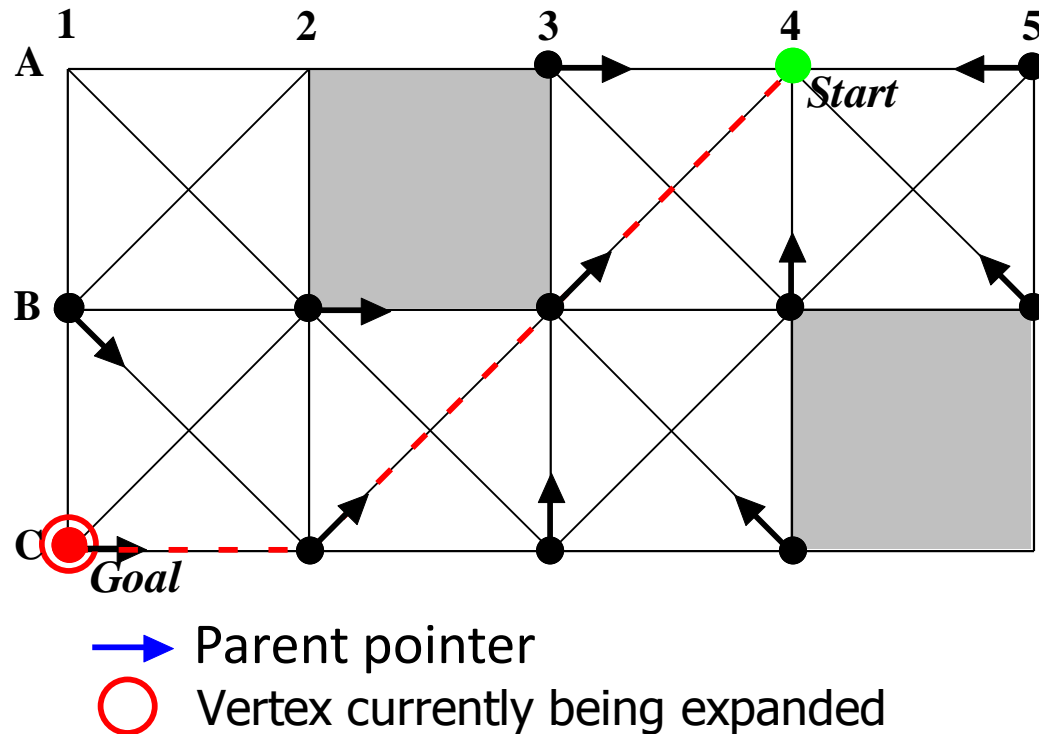 1 2 3 4 5
A
Start
B
C
Goal
Parent pointer
Vertex currently being expanded